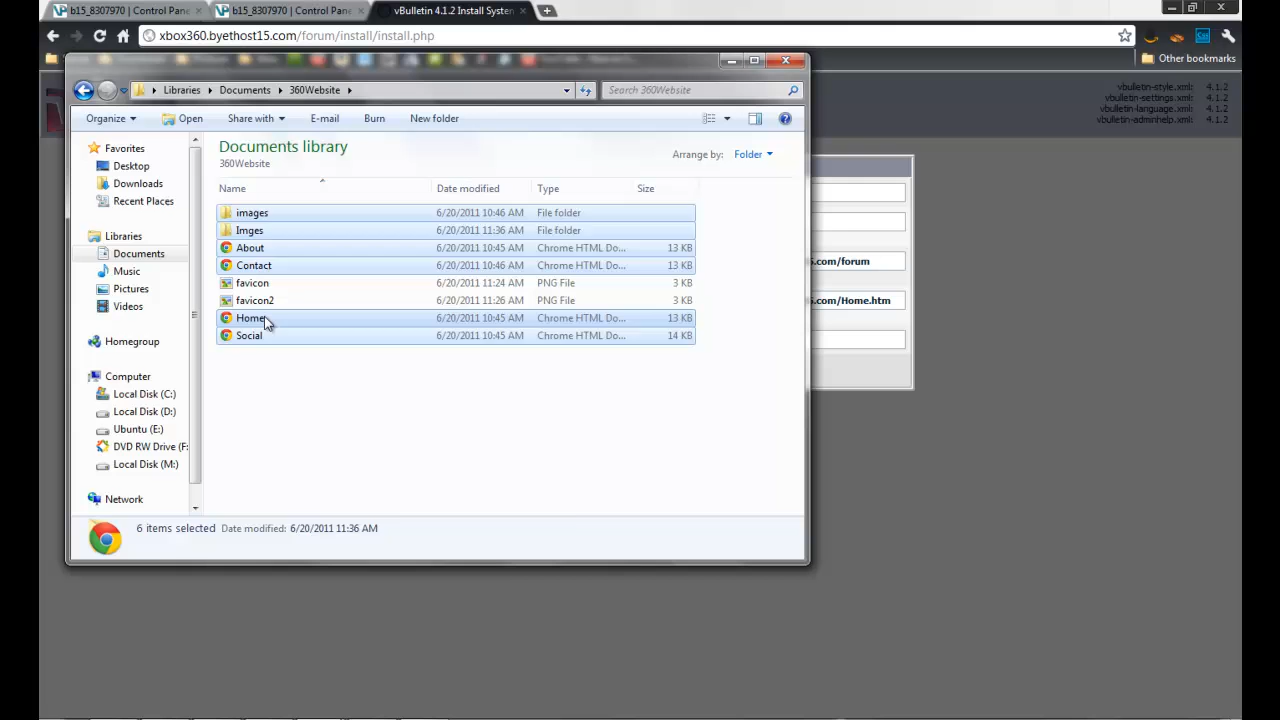 b15_8307970 | Control Pane
b15_8307970 | Control Pane
vBulletin 4.1.2 Install System
xbox360.byethost15.com/forum/install/install.php
Other bookmarks
vbulletin-style.xml: 4.1.2
vbulletin-settings.xml: 4.1.2
vbulletin-language.xml: 4.1.2
vbulletin-adminhelp.xml: 4.1.2
Libraries Documents 360Website
Search 360Website
Organize Open Share with E-mail Burn New folder
Favorites
Desktop
Downloads
Recent Places
Libraries
Documents
Music
Pictures
Videos
Homegroup
Computer
Local Disk (C:)
Local Disk (D:)
Ubuntu (E:)
DVD RW Drive (F:
Local Disk (M:)
Network
Documents library
360Website
Arrange by: Folder
Name Date modified Type Size
images 6/20/2011 10:46 AM File folder
Imges 6/20/2011 11:36 AM File folder
About 6/20/2011 10:45 AM Chrome HTML Do... 13 KB
Contact 6/20/2011 10:46 AM Chrome HTML Do... 13 KB
favicon 6/20/2011 11:24 AM PNG File 3 KB
favicon2 6/20/2011 11:26 AM PNG File 3 KB
Home 6/20/2011 10:45 AM Chrome HTML Do... 13 KB
Social 6/20/2011 10:45 AM Chrome HTML Do... 14 KB
5.com/forum
5.com/Home.htm
6 items selected Date modified: 6/20/2011 11:36 AM